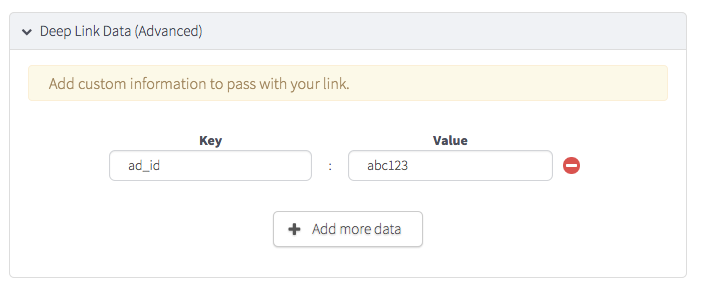 Deep Link Data (Advanced)
Add custom information to pass with your link.
Key Value
ad_id : abc123
Add more data